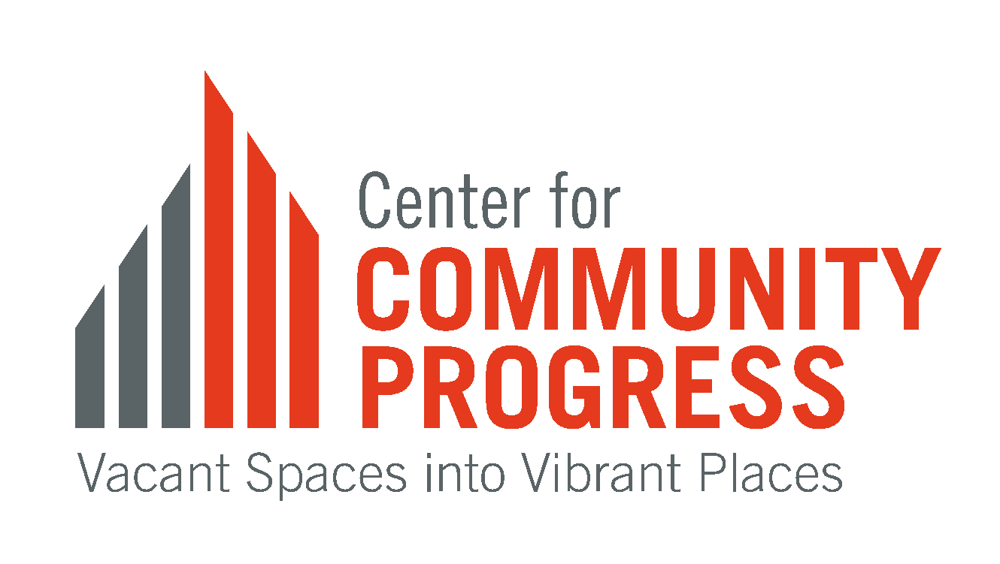 Center for
COMMUNITY
PROGRESS
Vacant Spaces into Vibrant Places